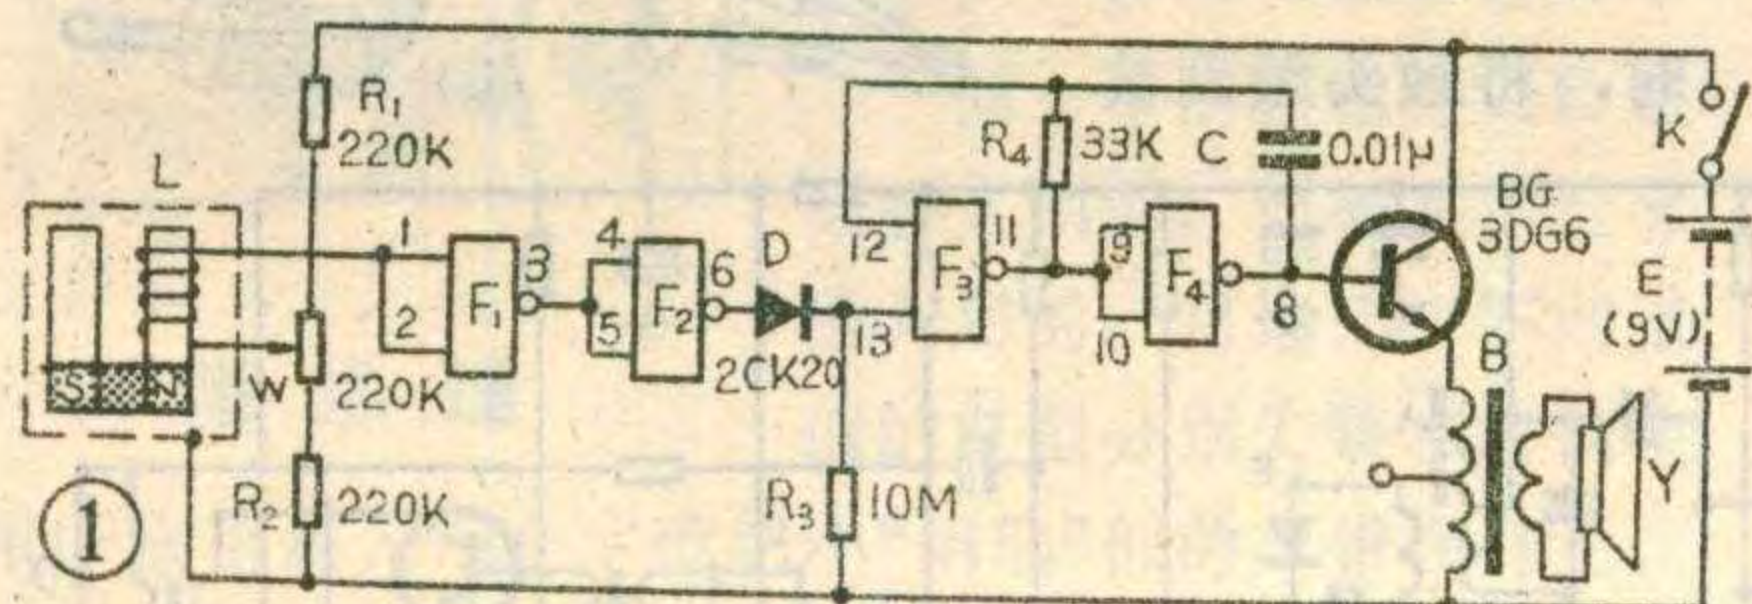 R₁
220K
L
S
N
W
220K
R₂
220K
1
2
F₁
3
4
5
F₂
6
D
2CK20
13
12
R₃
10M
F₃
11
R₄
33K
C
0.01μ
9
10
F₄
8
BG
3DG6
B
Y
K
E
(9V)
①